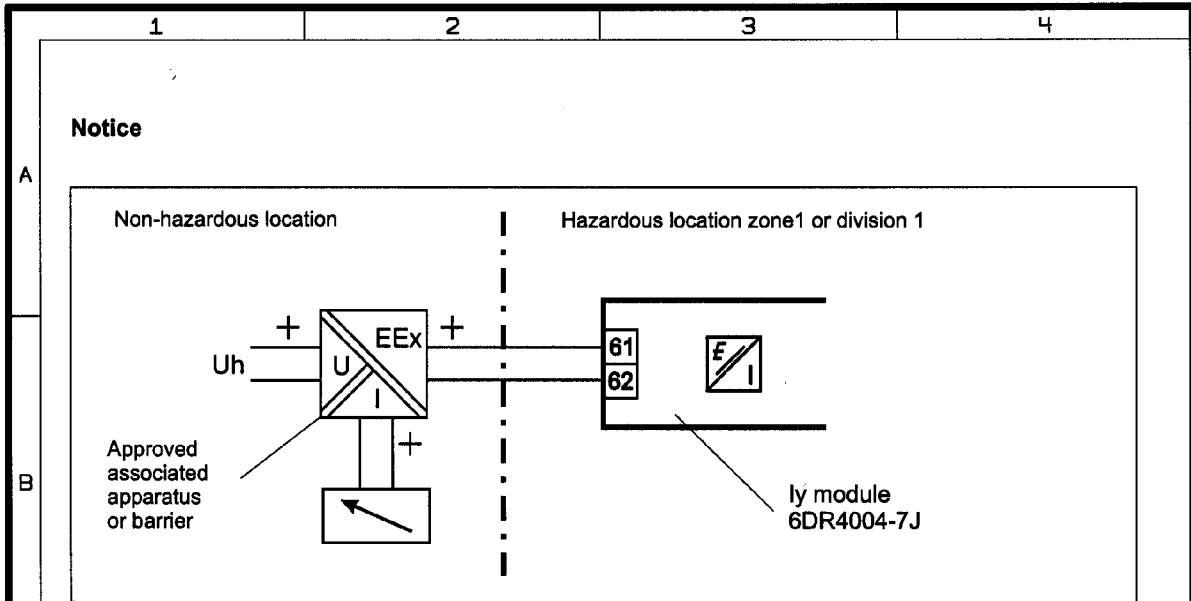 1 2 3 4
Notice
A
Non-hazardous location
Hazardous location zone1 or division 1
+ EEx +
Uh U 61
I £ I
62
+
Approved
associated
apparatus
or barrier
B
Iy module
6DR4004-7J